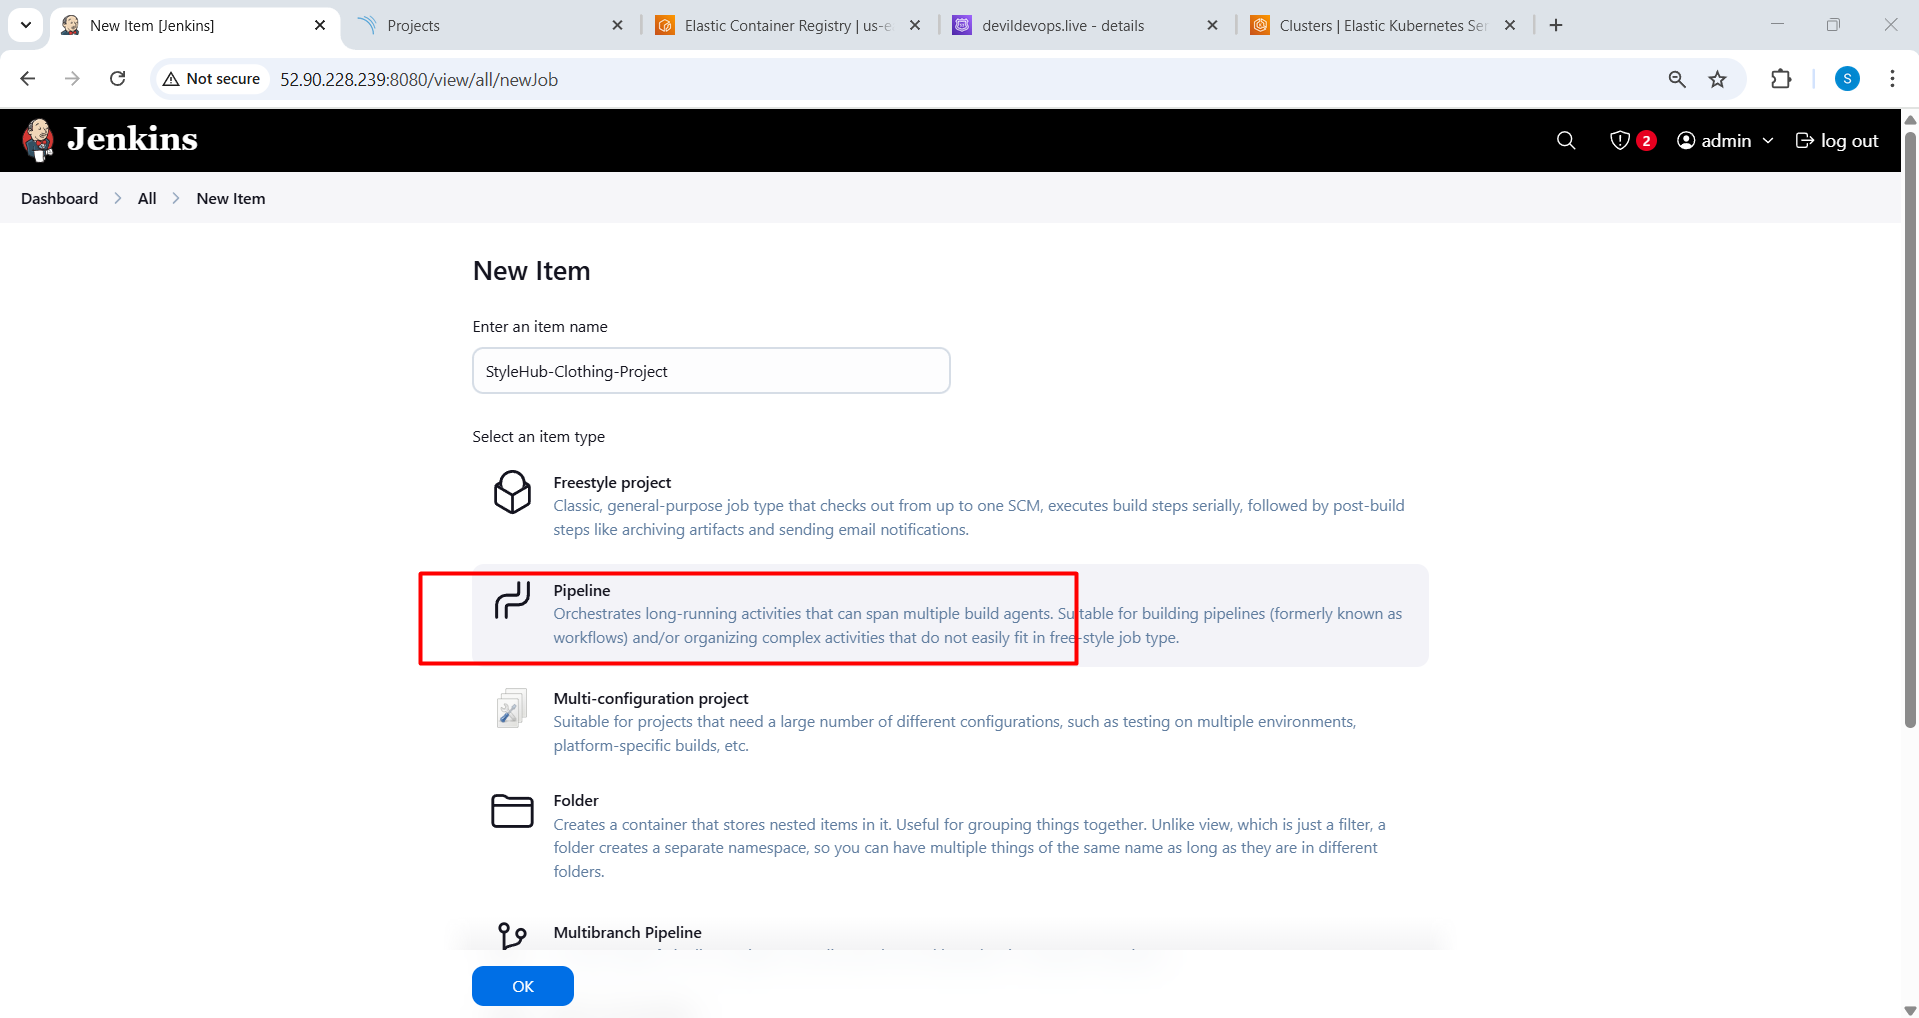 New Item [Jenkins]
Projects
Elastic Container Registry | us-e
devildevops.live - details
Clusters | Elastic Kubernetes Ser
Not secure
52.90.228.239:8080/view/all/newJob
S
Jenkins
2
admin
log out
Dashboard
All
New Item
New Item
Enter an item name
StyleHub-Clothing-Project
Select an item type
Freestyle project
Classic, general-purpose job type that checks out from up to one SCM, executes build steps serially, followed by post-build
steps like archiving artifacts and sending email notifications.
Pipeline
Orchestrates long-running activities that can span multiple build agents. Suitable for building pipelines (formerly known as
workflows) and/or organizing complex activities that do not easily fit in free-style job type.
Multi-configuration project
Suitable for projects that need a large number of different configurations, such as testing on multiple environments,
platform-specific builds, etc.
Folder
Creates a container that stores nested items in it. Useful for grouping things together. Unlike view, which is just a filter, a
folder creates a separate namespace, so you can have multiple things of the same name as long as they are in different
folders.
Multibranch Pipeline
OK